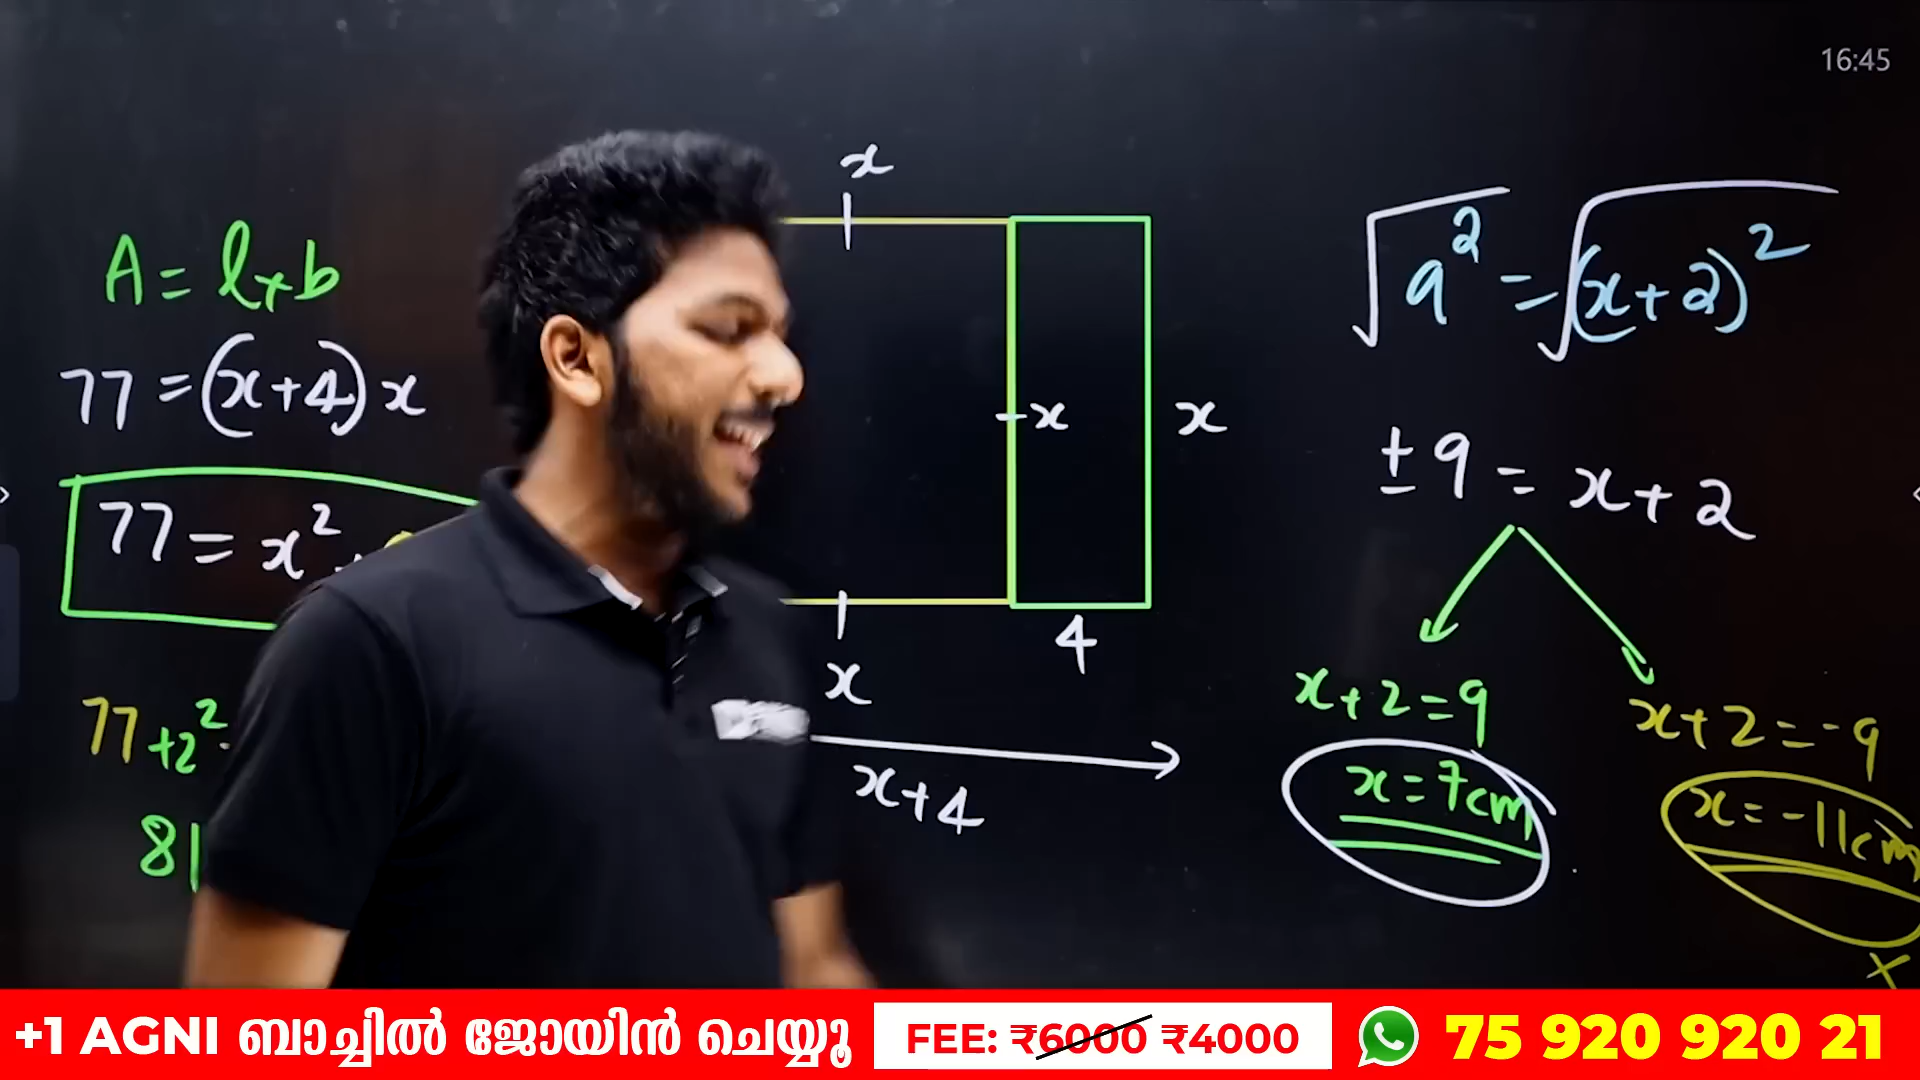 16:45
A = l × b
77 = (x+4) x
77 = x²
77 +2²
81
x
-x
x
4
x
x+4
√9² = √(x+2)²
±9 = x+2
x+2=9
x=7cm
x+2=-9
x=-11cm
x
+1 AGNI ബാച്ചിൽ ജോയിൻ ചെയ്യൂ
FEE: ₹6000 ₹4000
75 920 920 21